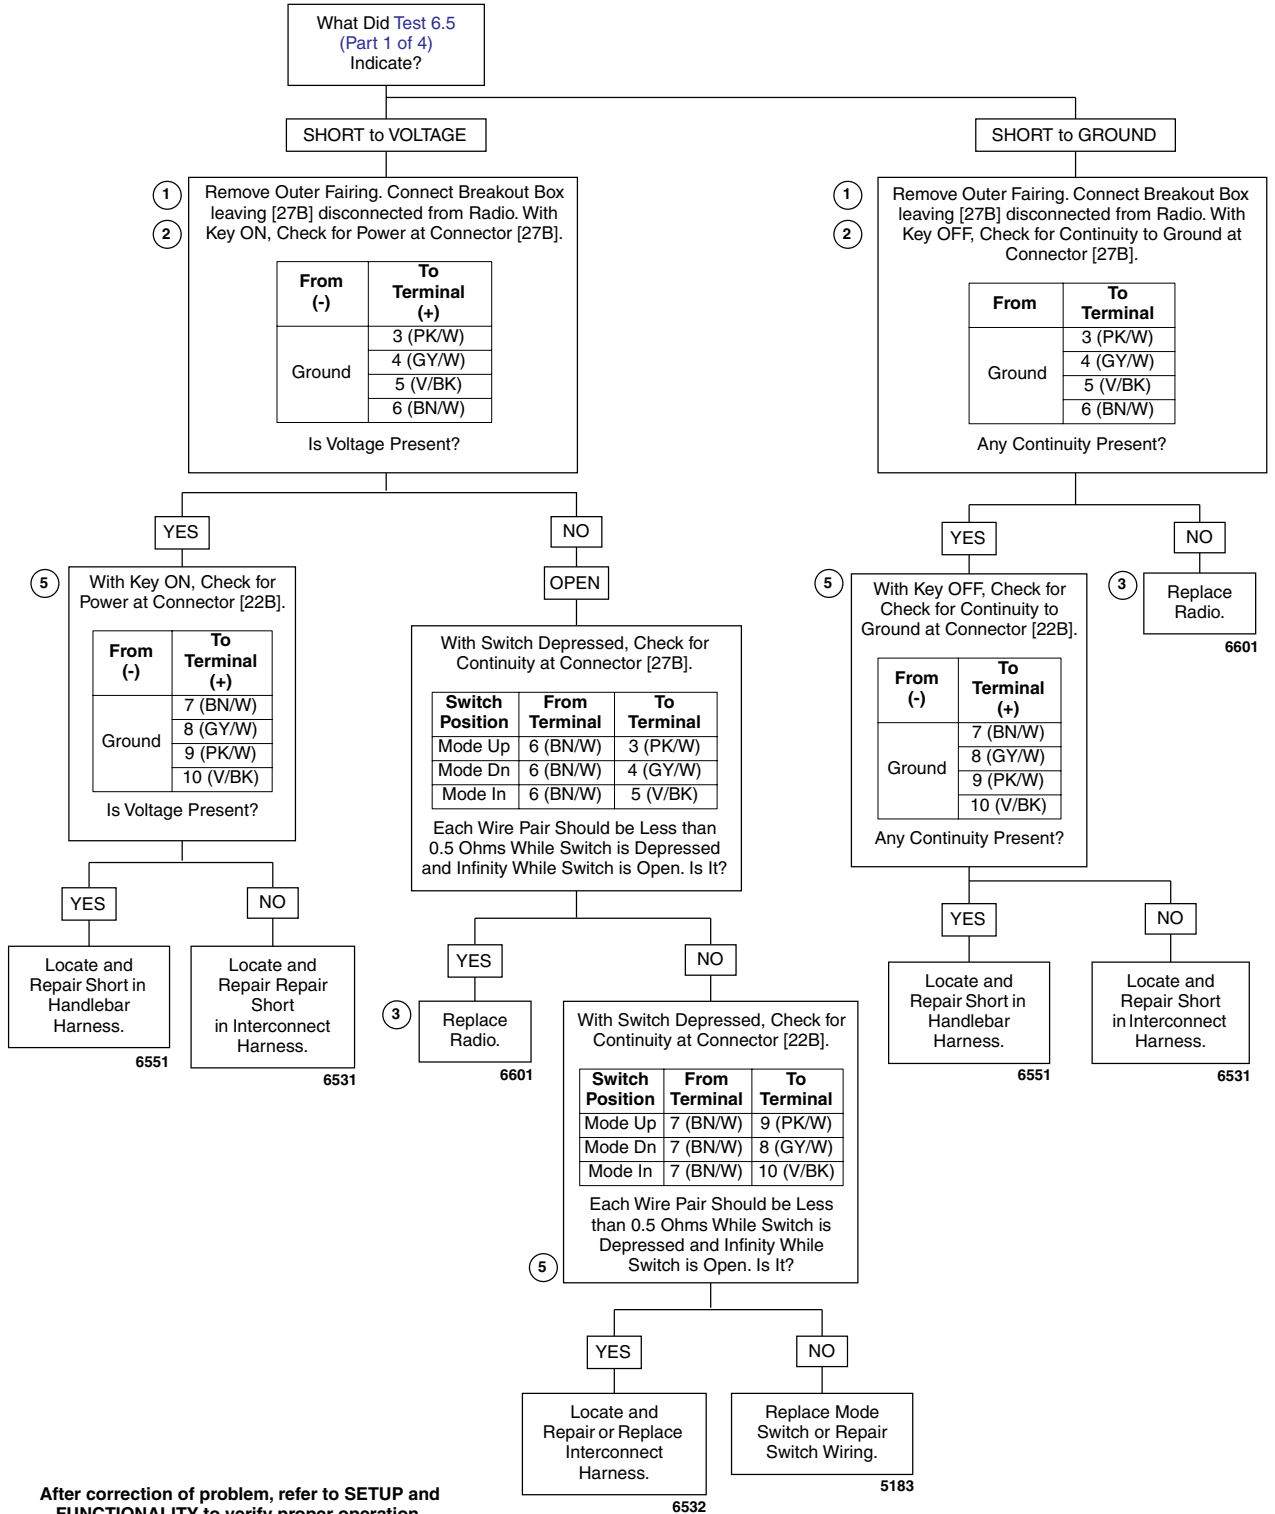 What Did Test 6.5
(Part 1 of 4)
Indicate?
SHORT to VOLTAGE
1
2
Remove Outer Fairing. Connect Breakout Box
leaving [27B] disconnected from Radio. With
Key ON, Check for Power at Connector [27B].
From
(-)
To
Terminal
(+)
Ground
3 (PK/W)
4 (GY/W)
5 (V/BK)
6 (BN/W)
Is Voltage Present?
YES
5
With Key ON, Check for
Power at Connector [22B].
From
(-)
To
Terminal
(+)
Ground
7 (BN/W)
8 (GY/W)
9 (PK/W)
10 (V/BK)
Is Voltage Present?
YES
Locate and
Repair Short in
Handlebar
Harness.
6551
NO
Locate and
Repair Repair
Short
in Interconnect
Harness.
6531
NO
OPEN
With Switch Depressed, Check for
Continuity at Connector [27B].
Switch
Position
From
Terminal
To
Terminal
Mode Up 6 (BN/W) 3 (PK/W)
Mode Dn 6 (BN/W) 4 (GY/W)
Mode In 6 (BN/W) 5 (V/BK)
Each Wire Pair Should be Less than
0.5 Ohms While Switch is Depressed
and Infinity While Switch is Open. Is It?
YES
3
Replace
Radio.
6601
NO
With Switch Depressed, Check for
Continuity at Connector [22B].
Switch
Position
From
Terminal
To
Terminal
Mode Up 7 (BN/W) 9 (PK/W)
Mode Dn 7 (BN/W) 8 (GY/W)
Mode In 7 (BN/W) 10 (V/BK)
Each Wire Pair Should be Less
than 0.5 Ohms While Switch is
Depressed and Infinity While
Switch is Open. Is It?
5
YES
Locate and
Repair or Replace
Interconnect
Harness.
6532
NO
Replace Mode
Switch or Repair
Switch Wiring.
5183
SHORT to GROUND
1
2
Remove Outer Fairing. Connect Breakout Box
leaving [27B] disconnected from Radio. With
Key OFF, Check for Continuity to Ground at
Connector [27B].
From
To
Terminal
Ground
3 (PK/W)
4 (GY/W)
5 (V/BK)
6 (BN/W)
Any Continuity Present?
YES
5
With Key OFF, Check for
Check for Continuity to
Ground at Connector [22B].
From
(-)
To
Terminal
(+)
Ground
7 (BN/W)
8 (GY/W)
9 (PK/W)
10 (V/BK)
Any Continuity Present?
YES
Locate and
Repair Short in
Handlebar
Harness.
6551
NO
Locate and
Repair Short
in Interconnect
Harness.
6531
NO
3
Replace
Radio.
6601
After correction of problem, refer to SETUP and
FUNCTIONALITY to verify proper operation